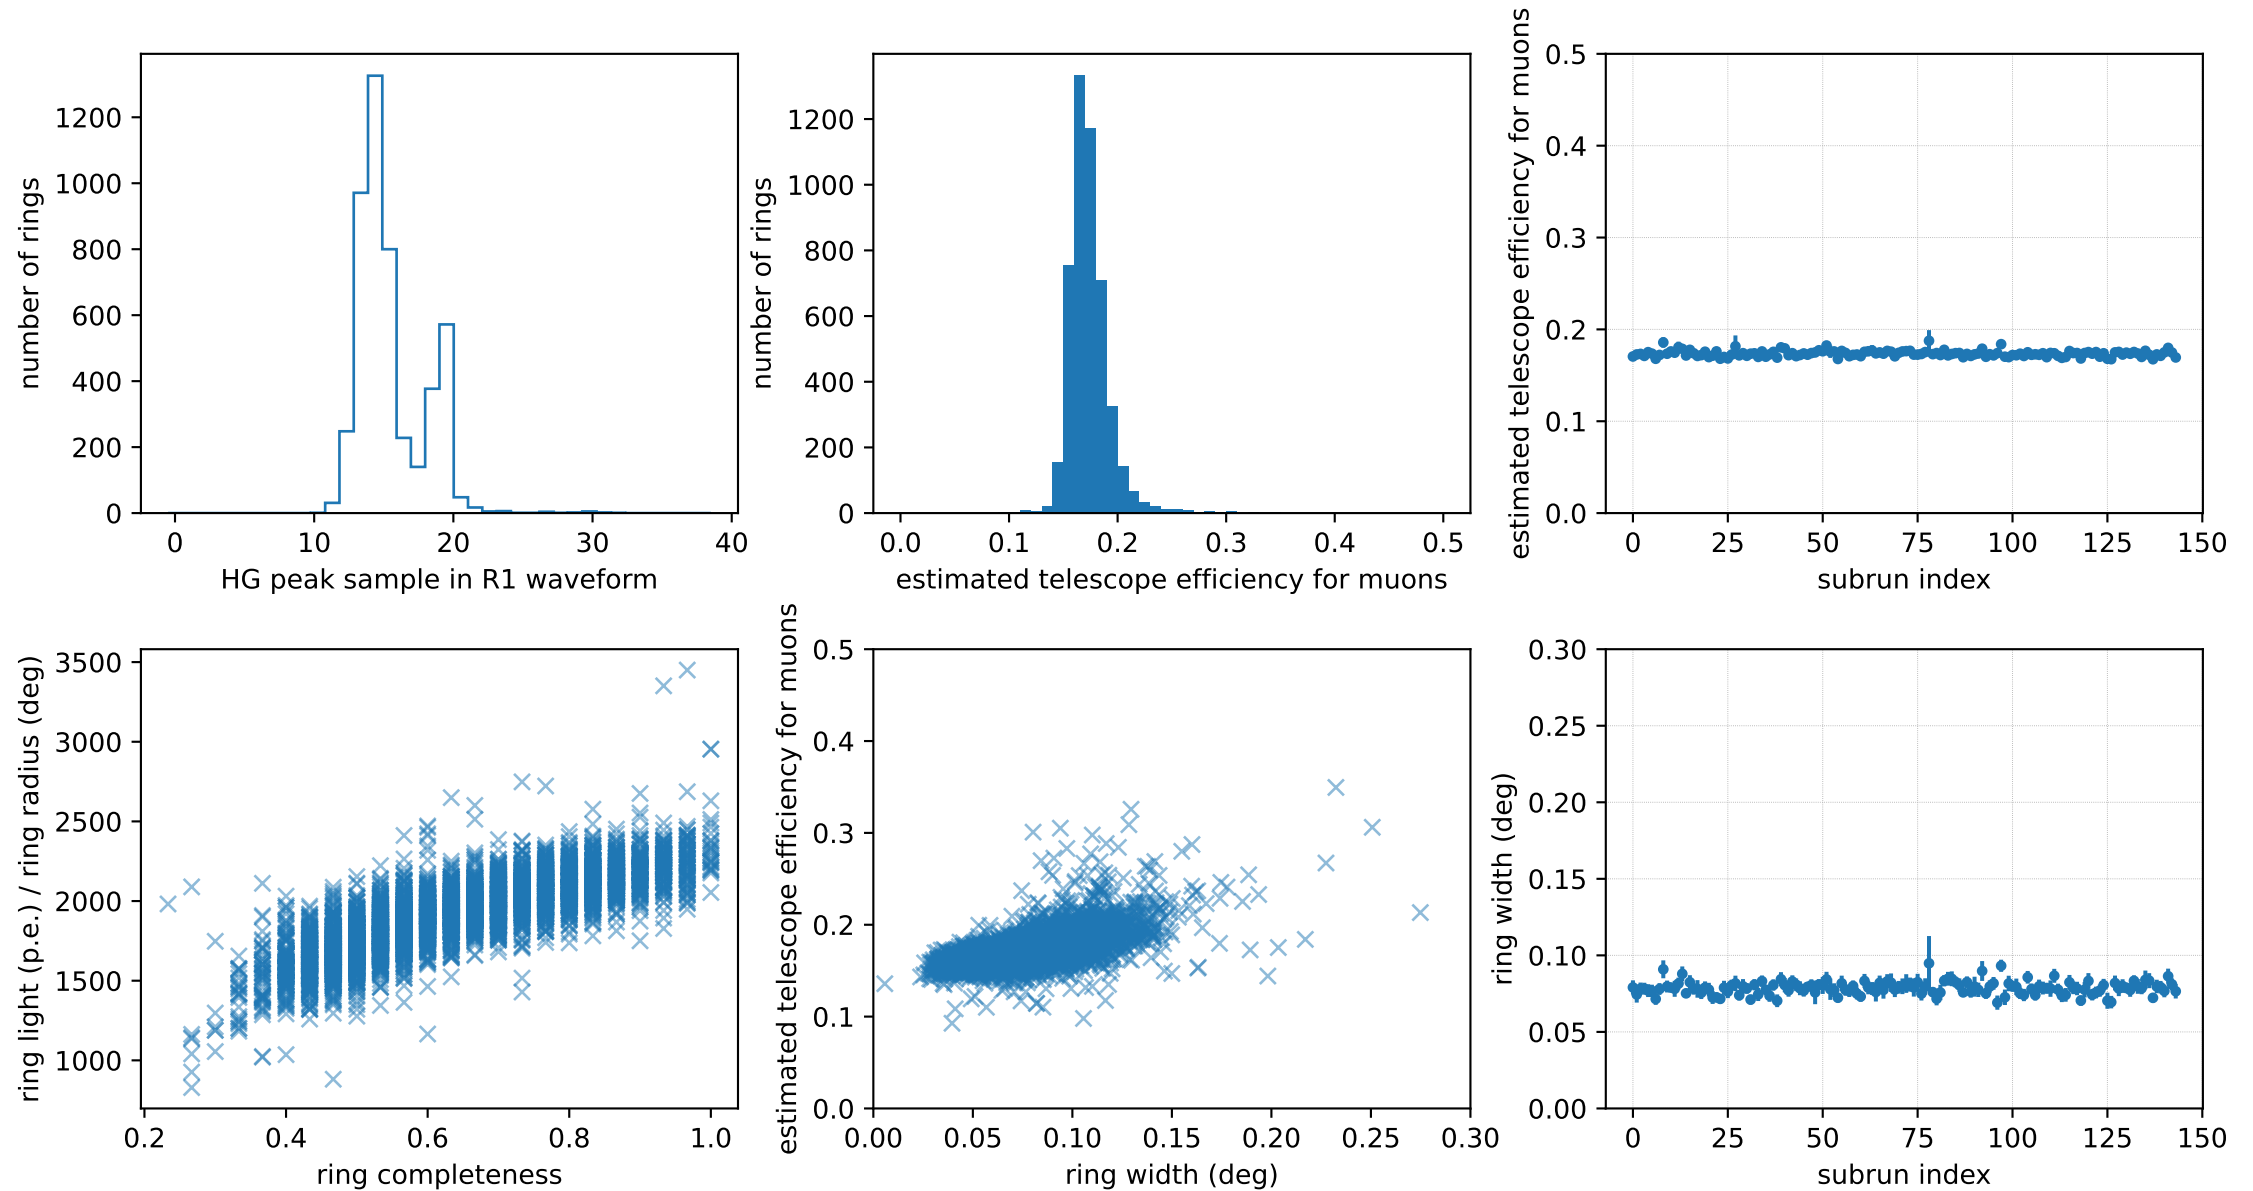 number of rings
1200
1000
800
600
400
200
0
0 10 20 30 40
HG peak sample in R1 waveform
number of rings
1200
1000
800
600
400
200
0
0.0 0.1 0.2 0.3 0.4 0.5
estimated telescope efficiency for muons
estimated telescope efficiency for muons
0.5
0.4
0.3
0.2
0.1
0.0
0 25 50 75 100 125 150
subrun index
ring light (p.e.) / ring radius (deg)
3500
3000
2500
2000
1500
1000
0.2 0.4 0.6 0.8 1.0
ring completeness
estimated telescope efficiency for muons
0.5
0.4
0.3
0.2
0.1
0.0
0.00 0.05 0.10 0.15 0.20 0.25 0.30
ring width (deg)
ring width (deg)
0.30
0.25
0.20
0.15
0.10
0.05
0.00
0 25 50 75 100 125 150
subrun index